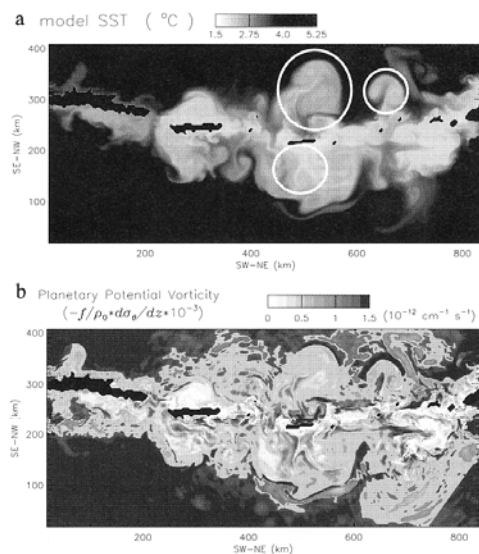 a model SST ( °C )
1.5 2.75 4.0 5.25
400
300
200
100
SE-NW (km)
200 400 600 800
SW-NE (km)
b Planetary Potential Vorticity
(-f/ρ₀*dσ_θ/dz*10⁻³)
0 0.5 1 1.5 (10⁻¹² cm⁻¹ s⁻¹)
400
300
200
100
SE-NW (km)
200 400 600 800
SW-NE (km)